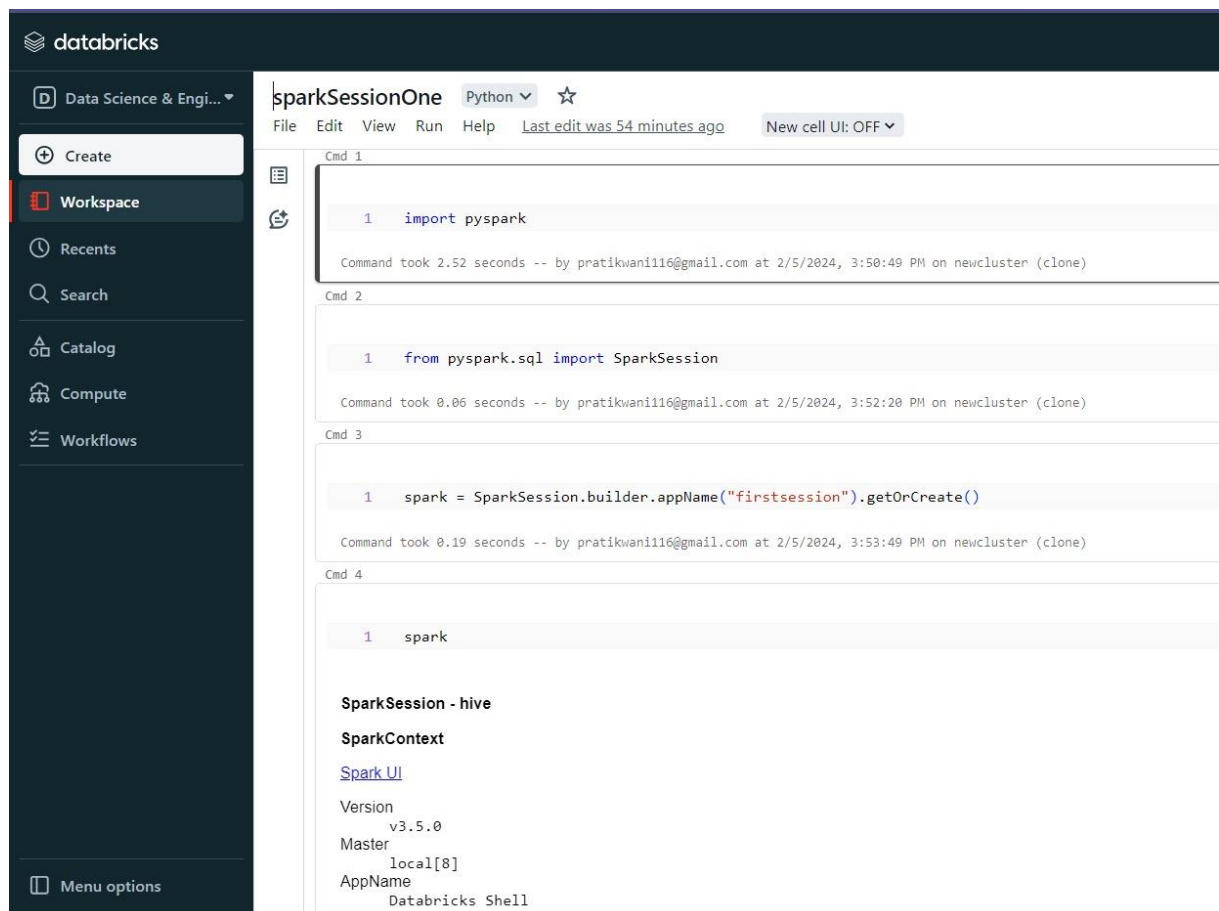 databricks
D Data Science & Engi...
Create
Workspace
Recents
Search
Catalog
Compute
Workflows
Menu options
sparkSessionOne Python
File Edit View Run Help Last edit was 54 minutes ago New cell UI: OFF
Cmd 1
1 import pyspark
Command took 2.52 seconds -- by pratikwani116@gmail.com at 2/5/2024, 3:50:49 PM on newcluster (clone)
Cmd 2
1 from pyspark.sql import SparkSession
Command took 0.06 seconds -- by pratikwani116@gmail.com at 2/5/2024, 3:52:20 PM on newcluster (clone)
Cmd 3
1 spark = SparkSession.builder.appName("firstsession").getOrCreate()
Command took 0.19 seconds -- by pratikwani116@gmail.com at 2/5/2024, 3:53:49 PM on newcluster (clone)
Cmd 4
1 spark
SparkSession - hive
SparkContext
Spark UI
Version
v3.5.0
Master
local[8]
AppName
Databricks Shell